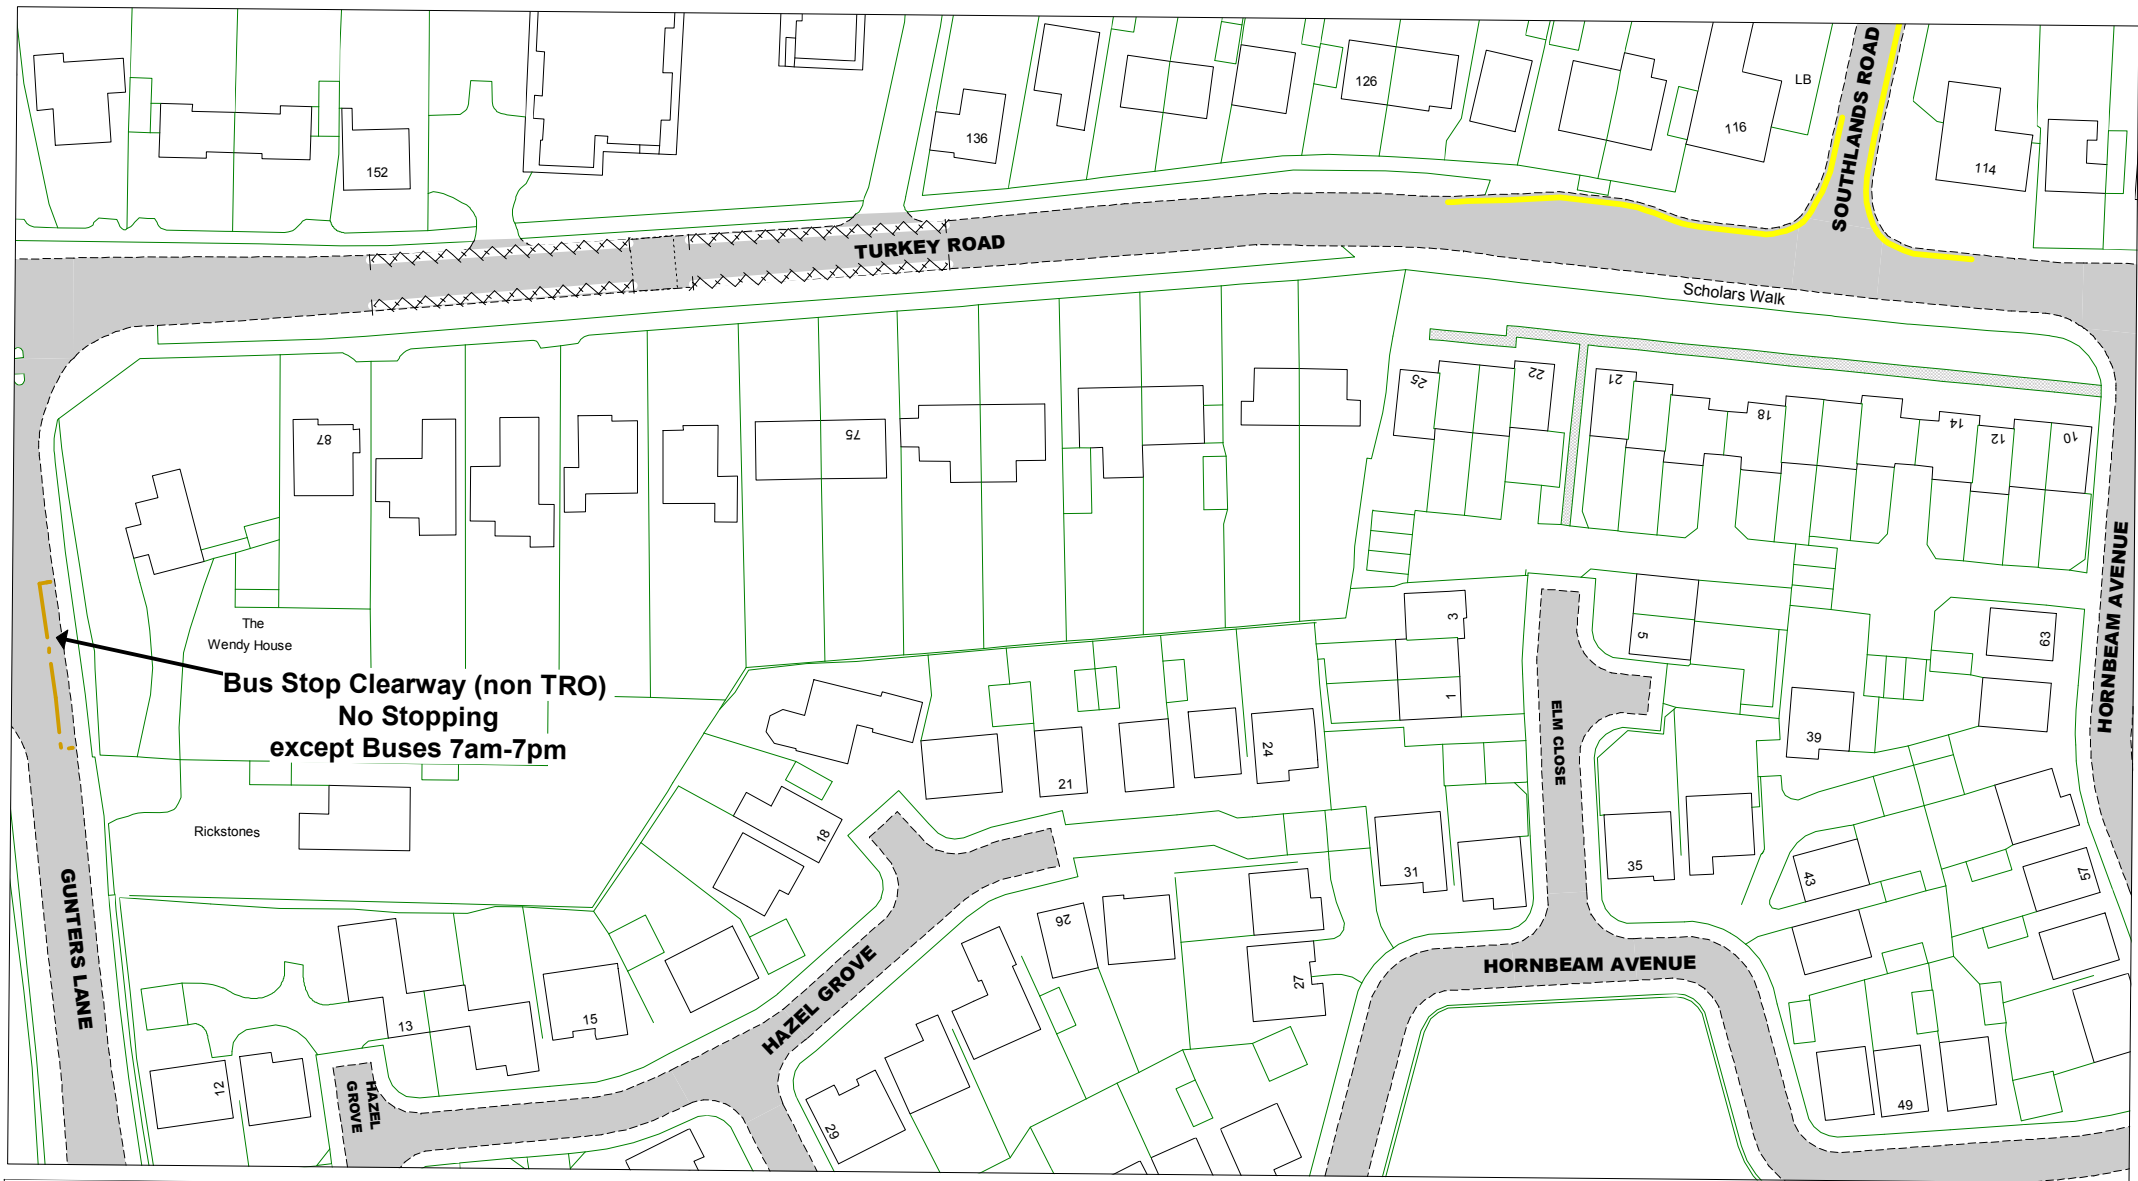 SOUTHLANDS ROAD
LB
126
116
136
114
152
TURKEY ROAD
Scholars Walk
25
22
21
18
14
12
10
87
75
HORNBEAM AVENUE
The
Wendy House
3
5
63
1
Bus Stop Clearway (non TRO)
No Stopping
except Buses 7am-7pm
ELM CLOSE
39
24
21
18
Rickstones
31
35
43
57
GUNTERS LANE
26
HAZEL GROVE
27
HORNBEAM AVENUE
13
15
12
HAZEL
GROVE
29
49